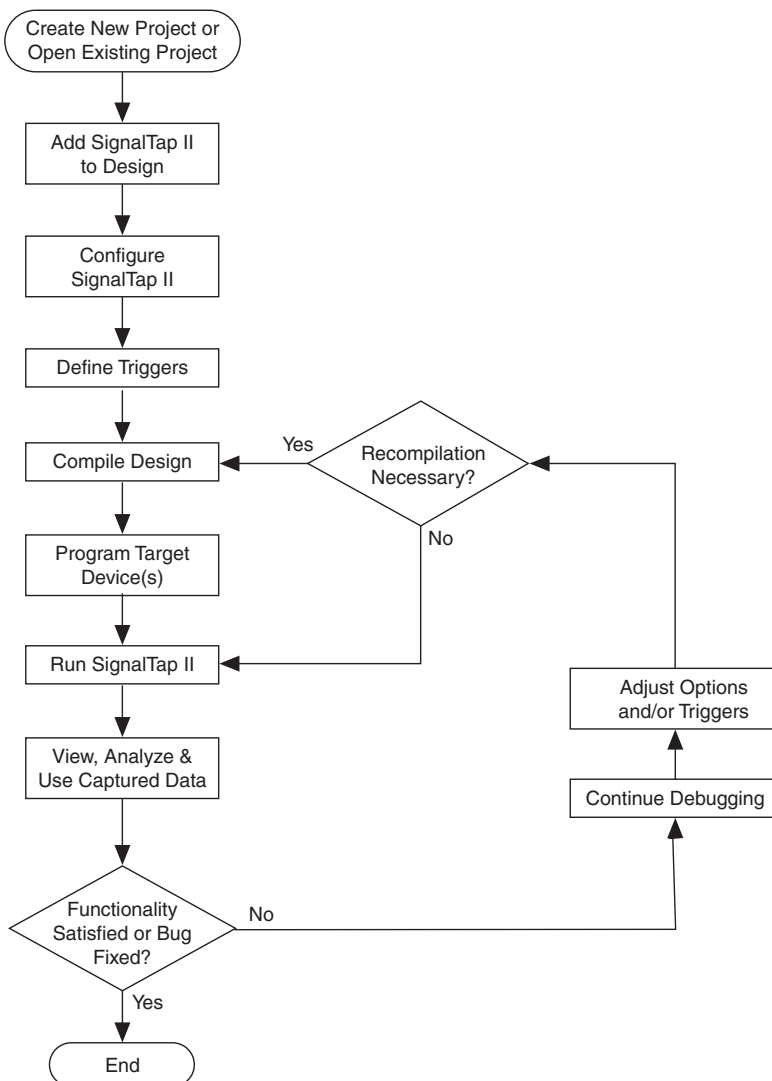 Create New Project or
Open Existing Project
Add SignalTap II
to Design
Configure
SignalTap II
Define Triggers
Compile Design
Yes
Recompilation
Necessary?
No
Program Target
Device(s)
Run SignalTap II
Adjust Options
and/or Triggers
View, Analyze &
Use Captured Data
Continue Debugging
Functionality
Satisfied or Bug
Fixed?
No
Yes
End